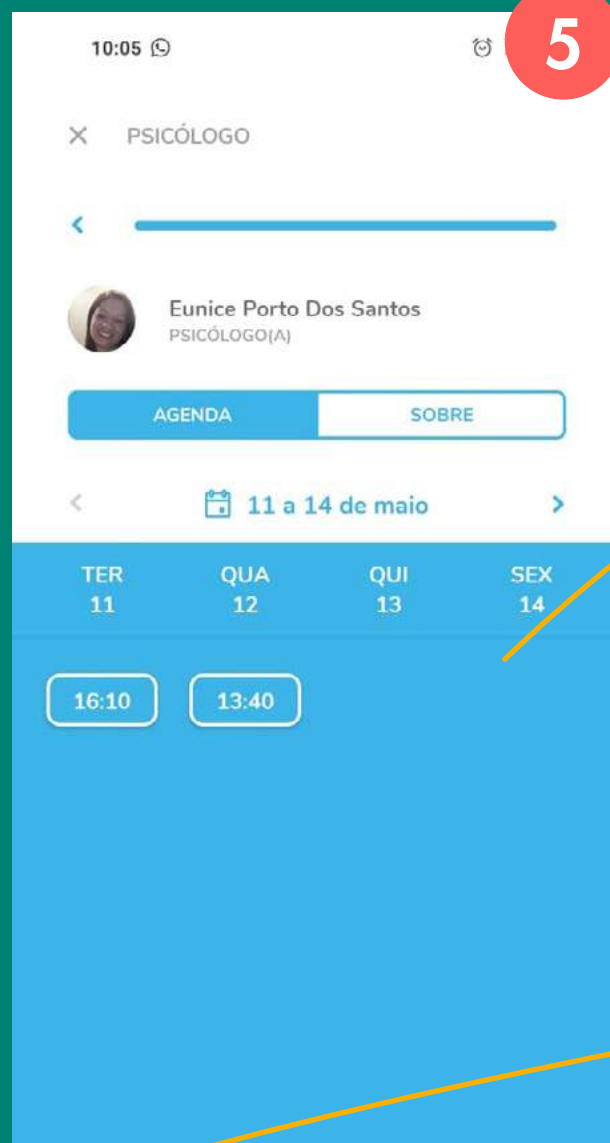 10:05
5
PSICÓLOGO
Eunice Porto Dos Santos
PSICÓLOGO(A)
AGENDA SOBRE
11 a 14 de maio
TER QUA QUI SEX
11 12 13 14
16:10 13:40